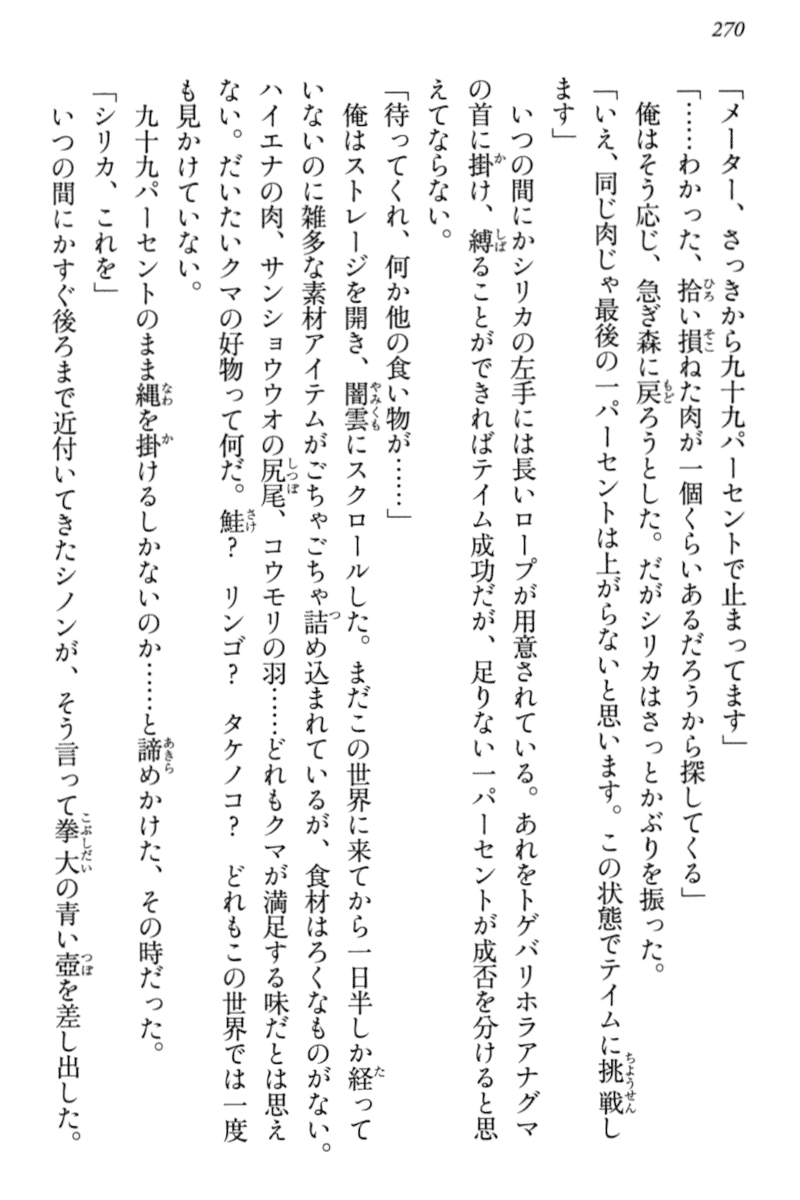 270
「メーター、さっきから九十九パーセントで止まってます」
「……わかった、拾い損ねた肉が一個くらいあるだろうから探してくる」
俺はそう応じ、急ぎ森に戻ろうとした。だがシリカはさっとかぶりを振った。
「いえ、同じ肉じゃ最後の一パーセントは上がらないと思います。この状態でテイムに挑戦し
ます」
いつの間にかシリカの左手には長いロープが用意されている。あれをトゲバリホラアナグマ
の首に掛け、縛ることができればテイム成功だが、足りない一パーセントが成否を分けると思
えてならない。
「待ってくれ、何か他の食い物が……」
俺はストレージを開き、闇雲にスクロールした。まだこの世界に来てから一日半しか経って
いないのに雑多な素材アイテムがごちゃごちゃ詰め込まれているが、食材はろくなものがない。
ハイエナの肉、サンショウウオの尻尾、コウモリの羽……どれもクマが満足する味だとは思え
ない。だいたいクマの好物って何だ。鮭？　リンゴ？　タケノコ？　どれもこの世界では一度
も見かけていない。
九十九パーセントのまま縄を掛けるしかないのか……と諦めかけた、その時だった。
「シリカ、これを」
いつの間にかすぐ後ろまで近付いてきたシノンが、そう言って拳大の青い壺を差し出した。